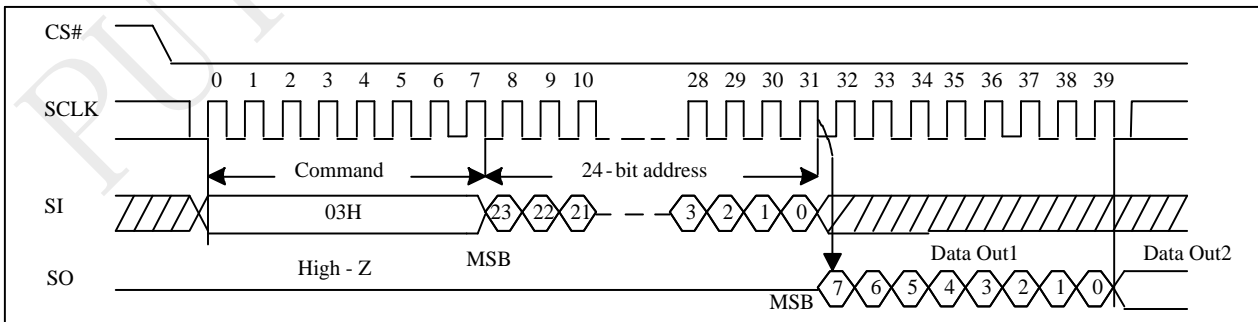 PU
CS#
0 1 2 3 4 5 6 7 8 9 10 28 29 30 31 32 33 34 35 36 37 38 39
SCLK
Command 24-bit address
SI 03H 23 22 21 3 2 1 0
High - Z MSB Data Out1 Data Out2
SO MSB 7 6 5 4 3 2 1 0